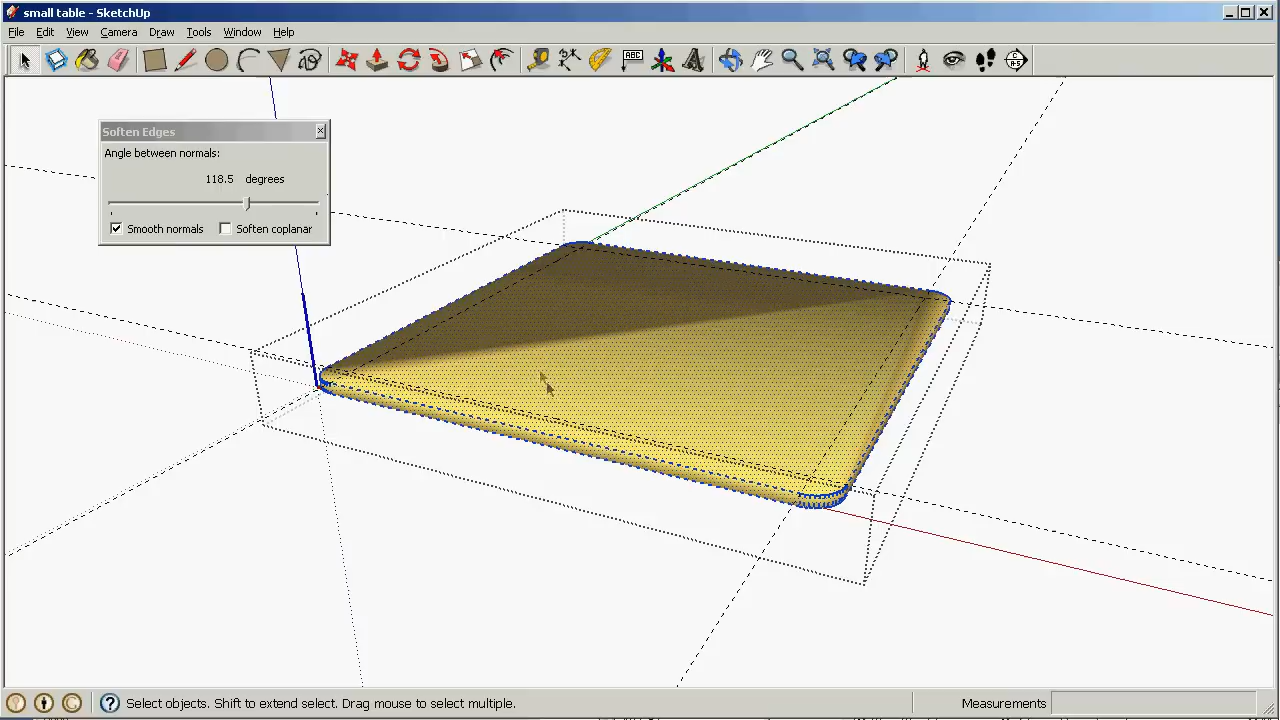 small table - SketchUp
File Edit View Camera Draw Tools Window Help
ABC
A
Soften Edges
Angle between normals:
118.5 degrees
Smooth normals Soften coplanar
Select objects. Shift to extend select. Drag mouse to select multiple.
Measurements